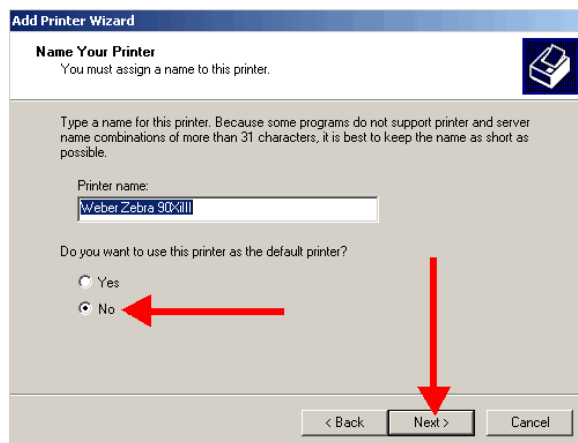 Add Printer Wizard
Name Your Printer
You must assign a name to this printer.
Type a name for this printer. Because some programs do not support printer and server
name combinations of more than 31 characters, it is best to keep the name as short as
possible.
Printer name:
Weber Zebra 90XiIII
Do you want to use this printer as the default printer?
Yes
No
< Back
Next >
Cancel